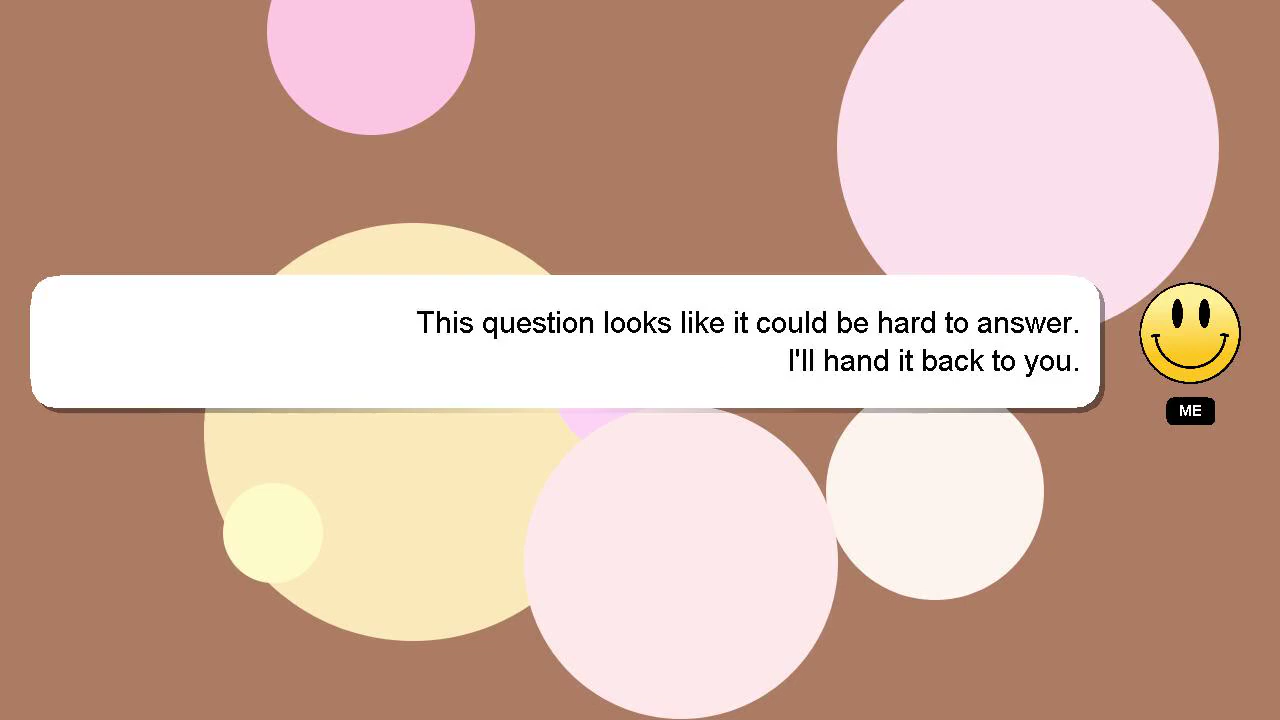 This question looks like it could be hard to answer.
I'll hand it back to you.
ME